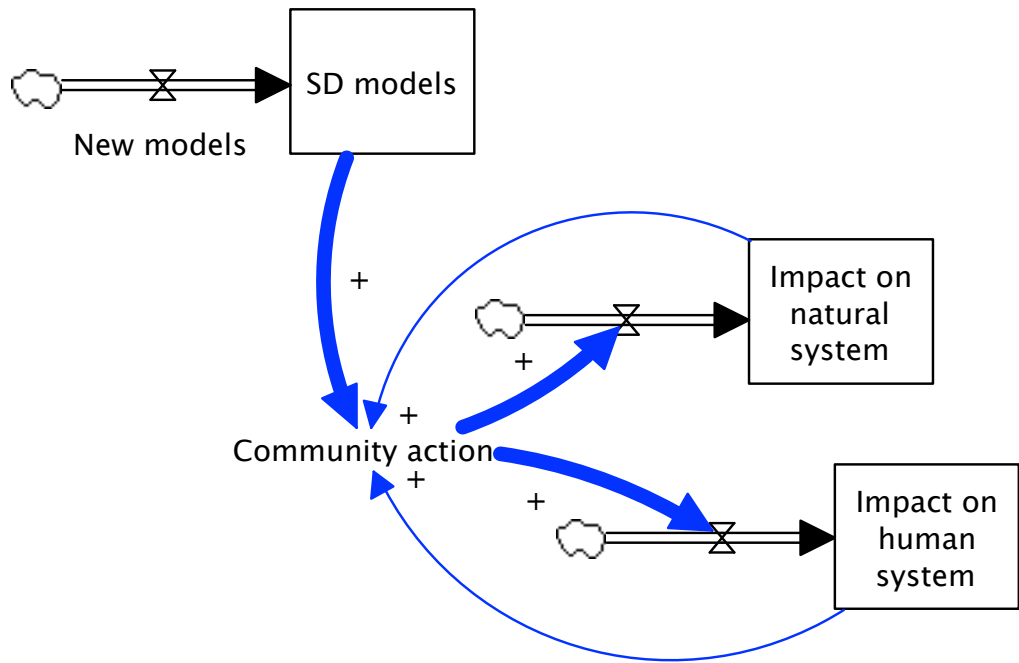 SD models
New models
+
Impact on
natural
system
+
+
Community action
+
+
Impact on
human
system